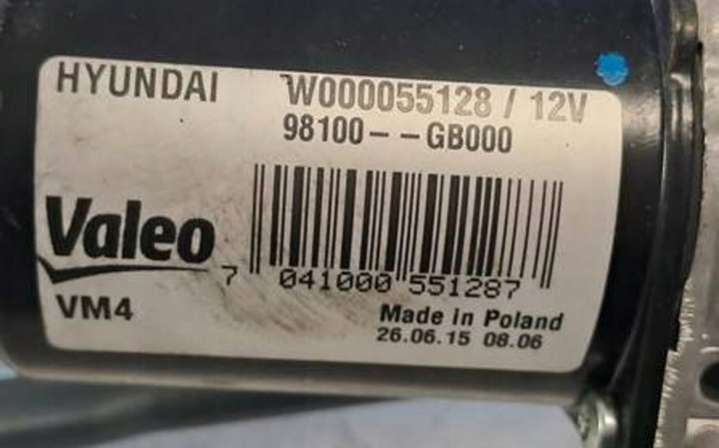 HYUNDAI W000055128 / 12V
98100--GB000
Valeo
7 041000 551287
VM4
Made in Poland
26.06.15 08.06